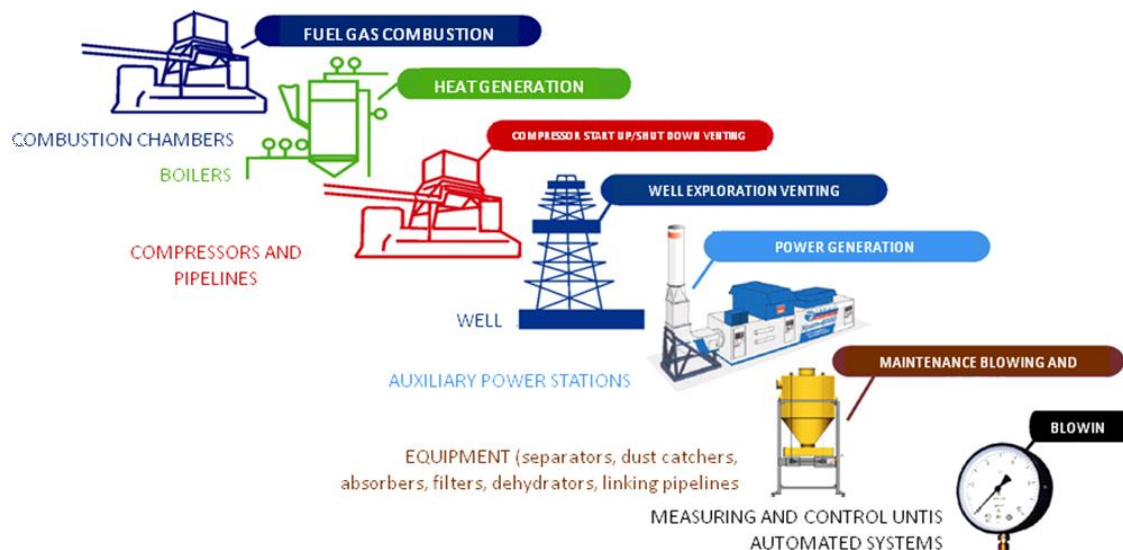 FUEL GAS COMBUSTION
HEAT GENERATION
COMBUSTION CHAMBERS
COMPRESSOR START UP/SHUT DOWN VENTING
BOILERS
WELL EXPLORATION VENTING
COMPRESSORS AND
PIPELINES
POWER GENERATION
WELL
AUXILIARY POWER STATIONS
MAINTENANCE BLOWING AND
BLOWIN
EQUIPMENT (separators, dust catchers,
absorbers, filters, dehydrators, linking pipelines
MEASURING AND CONTROL UNTIS
AUTOMATED SYSTEMS